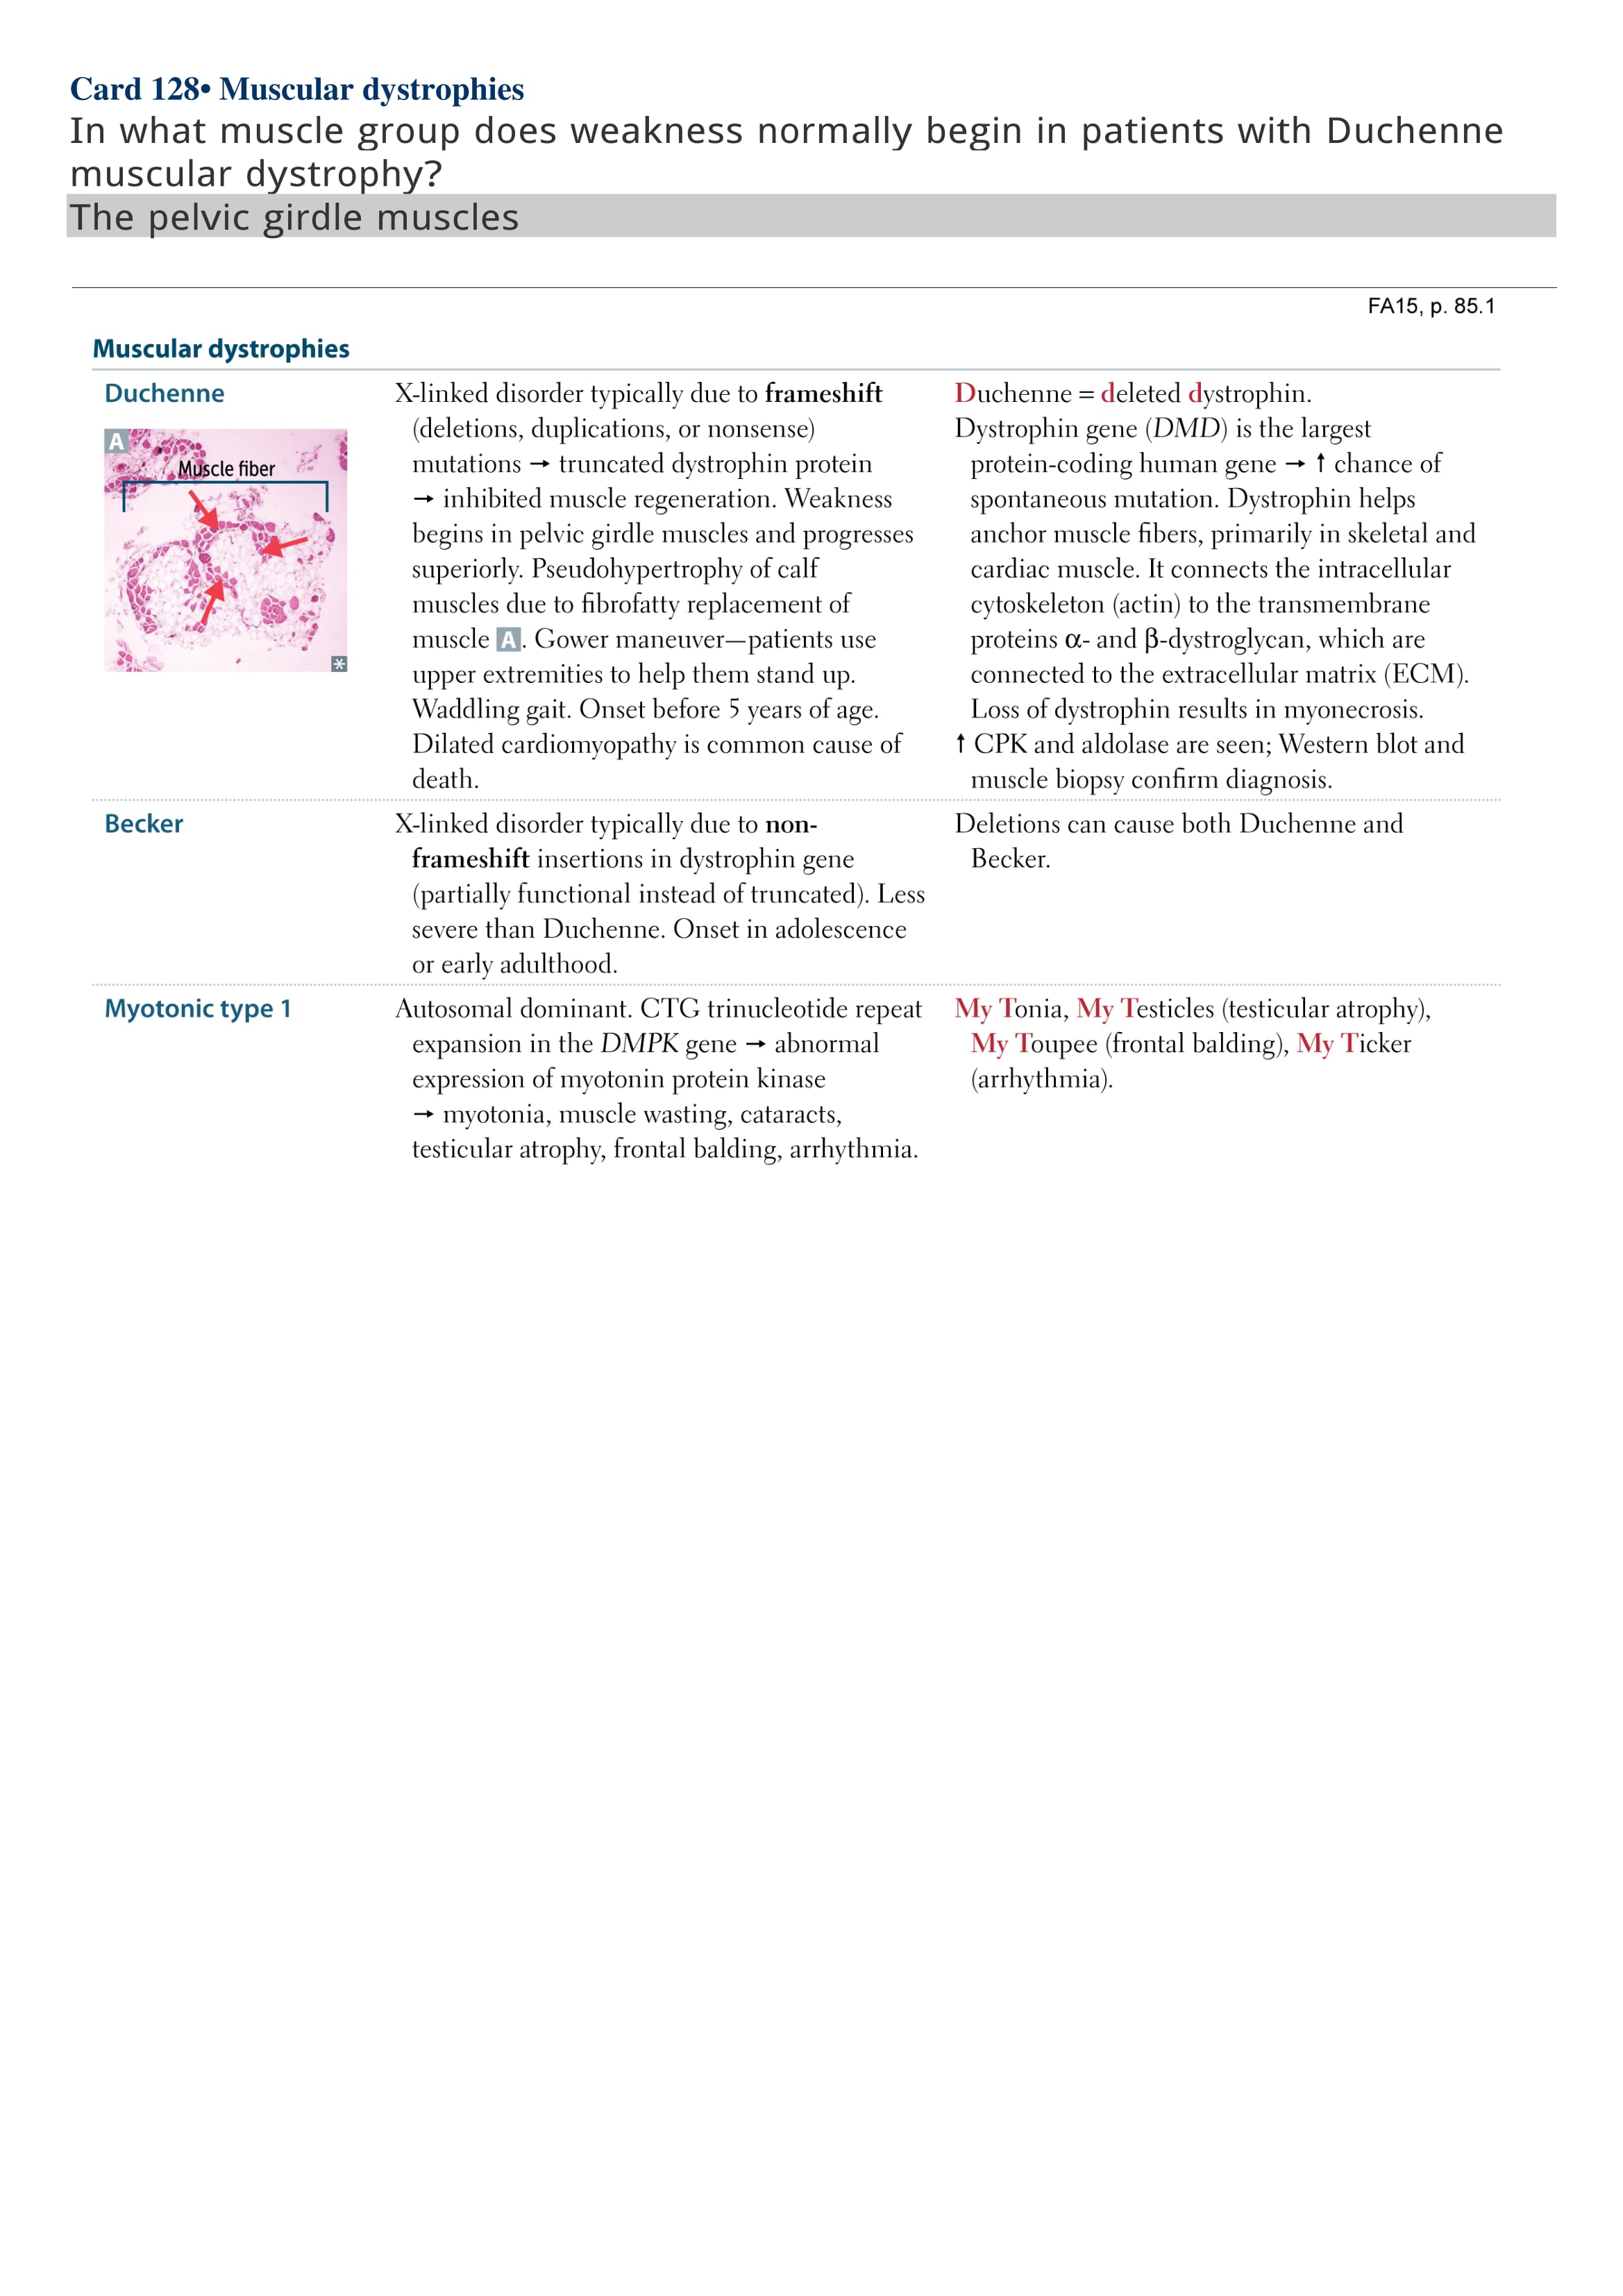 Card 128• Muscular dystrophies
In what muscle group does weakness normally begin in patients with Duchenne
muscular dystrophy?
The pelvic girdle muscles
FA15, p. 85.1
Muscular dystrophies
Duchenne
A
Muscle fiber
*
X-linked disorder typically due to frameshift
(deletions, duplications, or nonsense)
mutations → truncated dystrophin protein
→ inhibited muscle regeneration. Weakness
begins in pelvic girdle muscles and progresses
superiorly. Pseudohypertrophy of calf
muscles due to fibrofatty replacement of
muscle A. Gower maneuver—patients use
upper extremities to help them stand up.
Waddling gait. Onset before 5 years of age.
Dilated cardiomyopathy is common cause of
death.
Duchenne = deleted dystrophin.
Dystrophin gene (DMD) is the largest
protein-coding human gene → ↑ chance of
spontaneous mutation. Dystrophin helps
anchor muscle fibers, primarily in skeletal and
cardiac muscle. It connects the intracellular
cytoskeleton (actin) to the transmembrane
proteins α- and β-dystroglycan, which are
connected to the extracellular matrix (ECM).
Loss of dystrophin results in myonecrosis.
↑ CPK and aldolase are seen; Western blot and
muscle biopsy confirm diagnosis.
Becker
X-linked disorder typically due to non-
frameshift insertions in dystrophin gene
(partially functional instead of truncated). Less
severe than Duchenne. Onset in adolescence
or early adulthood.
Deletions can cause both Duchenne and
Becker.
Myotonic type 1
Autosomal dominant. CTG trinucleotide repeat
expansion in the DMPK gene → abnormal
expression of myotonin protein kinase
→ myotonia, muscle wasting, cataracts,
testicular atrophy, frontal balding, arrhythmia.
My Tonia, My Testicles (testicular atrophy),
My Toupee (frontal balding), My Ticker
(arrhythmia).